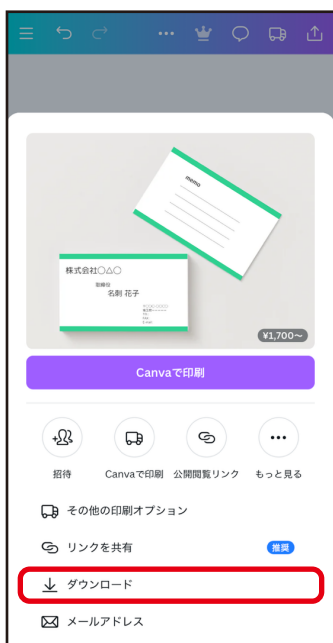 memo
株式会社○△○
取締役
名刺 花子
¥1,700〜
Canvaで印刷
招待
Canvaで印刷
公開閲覧リンク
もっと見る
その他の印刷オプション
リンクを共有
推奨
ダウンロード
メールアドレス